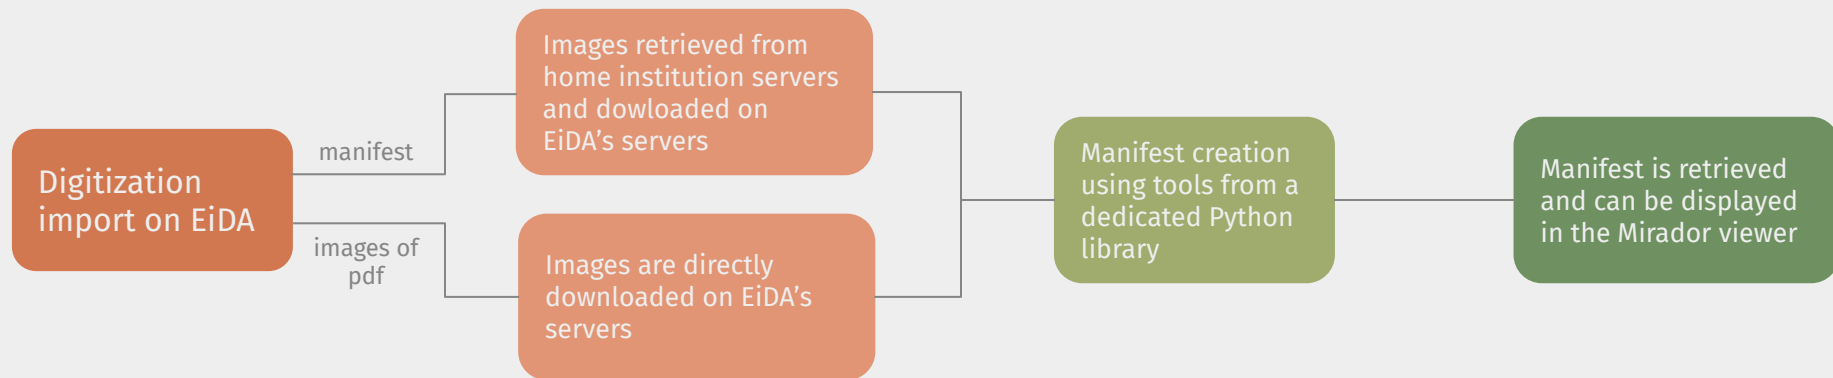 Digitization
import on EiDA
manifest
images of
pdf
Images retrieved from
home institution servers
and dowloaded on
EiDA’s servers
Images are directly
downloaded on EiDA’s
servers
Manifest creation
using tools from a
dedicated Python
library
Manifest is retrieved
and can be displayed
in the Mirador viewer